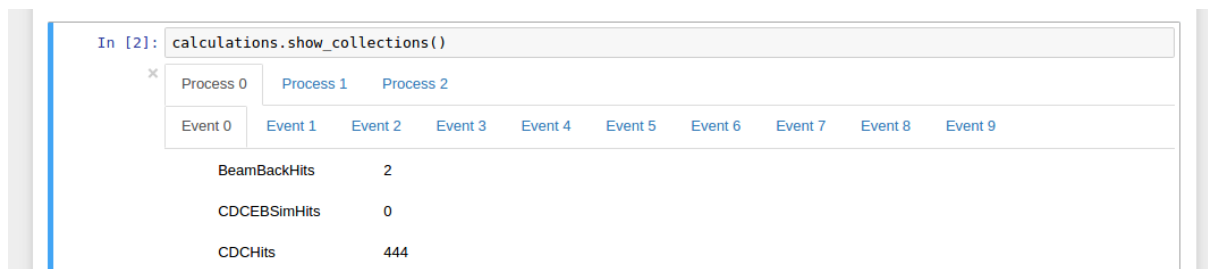 In [2]: calculations.show_collections()
×
Process 0 Process 1 Process 2
Event 0 Event 1 Event 2 Event 3 Event 4 Event 5 Event 6 Event 7 Event 8 Event 9
BeamBackHits 2
CDCEBSimHits 0
CDCHits 444